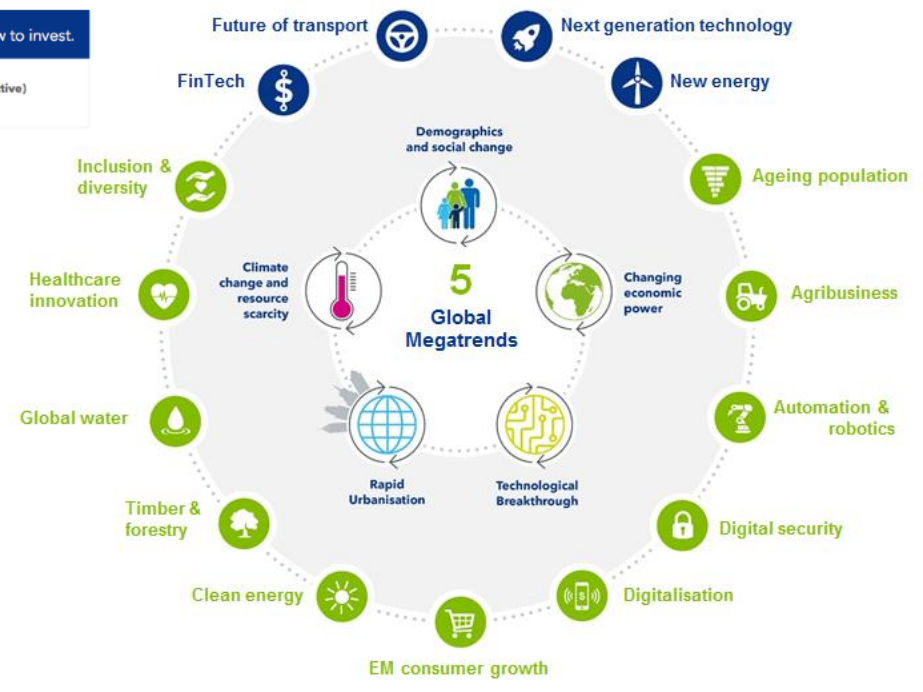 w to invest.
tive)
Future of transport
Next generation technology
FinTech
New energy
Inclusion &
diversity
Ageing population
Healthcare
innovation
Agribusiness
Global water
Automation &
robotics
Timber &
forestry
Digital security
Clean energy
Digitalisation
EM consumer growth
Demographics
and social change
Climate
change and
resource
scarcity
5
Global
Megatrends
Changing
economic
power
Rapid
Urbanisation
Technological
Breakthrough
$
$